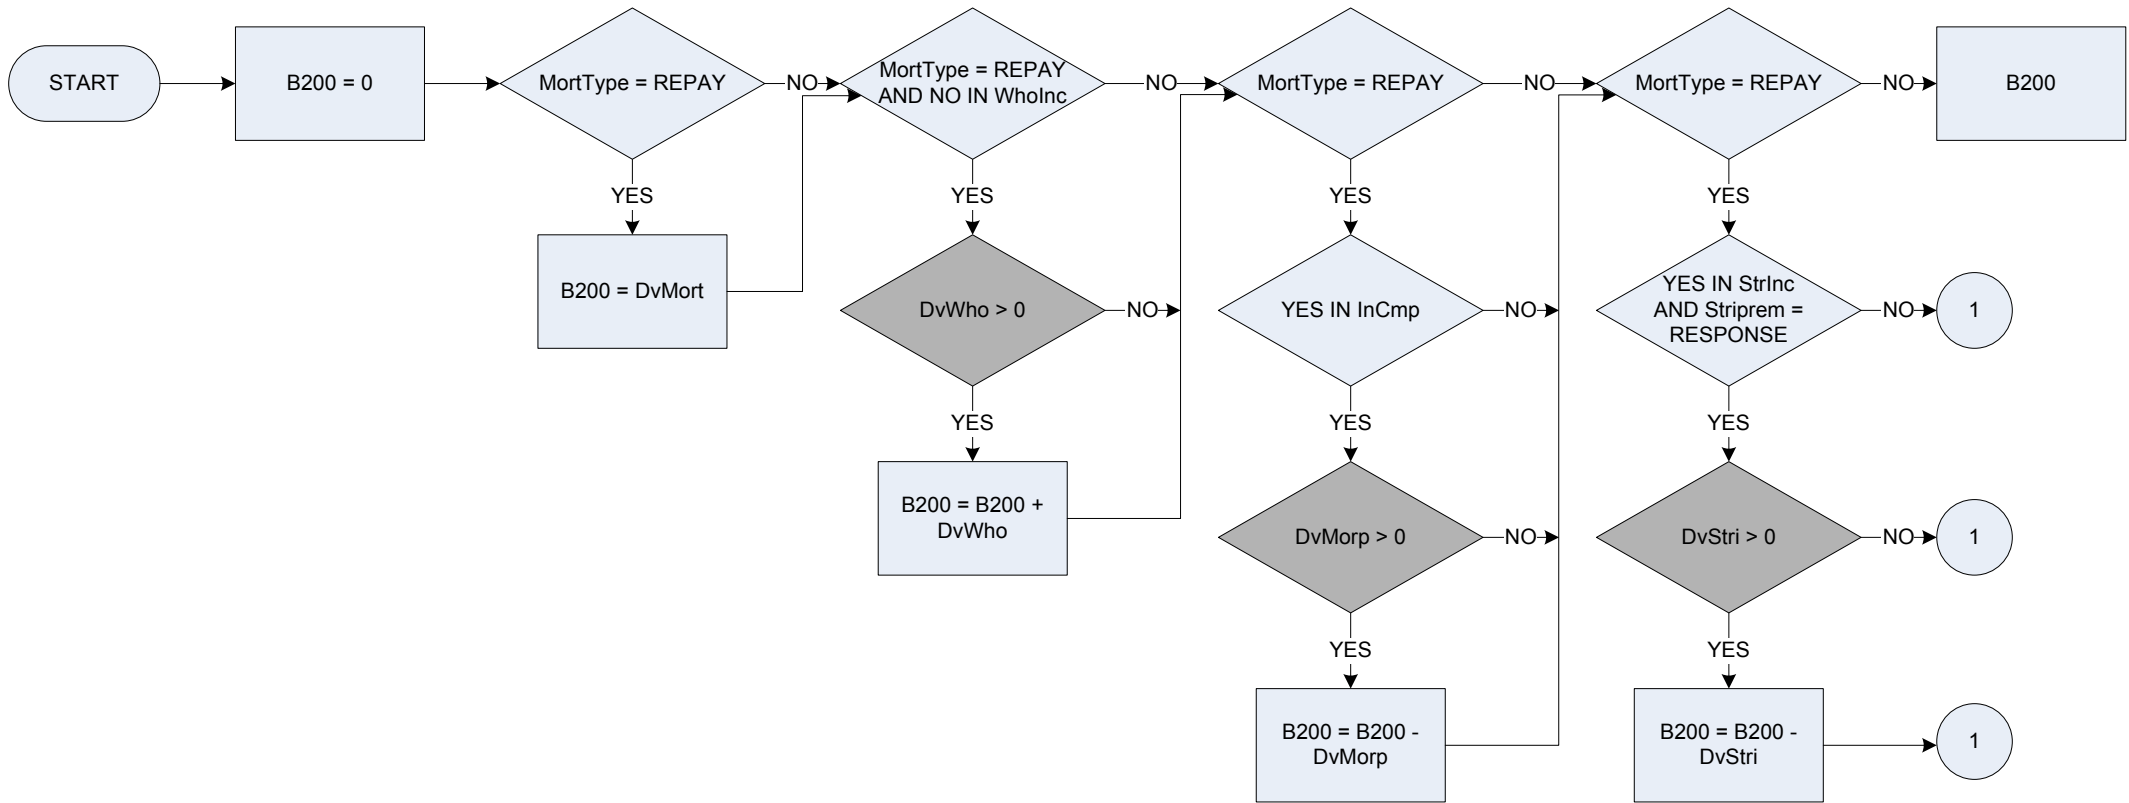 START
B200 = 0
MortType = REPAY
NO
MortType = REPAY
AND NO IN WhoInc
NO
MortType = REPAY
NO
MortType = REPAY
NO
B200
YES
YES
YES
YES
B200 = DvMort
DvWho > 0
NO
YES IN InCmp
NO
YES IN StrInc
AND Striprem =
RESPONSE
NO
1
YES
YES
YES
B200 = B200 +
DvWho
DvMorp > 0
NO
DvStri > 0
NO
1
YES
YES
B200 = B200 -
DvMorp
B200 = B200 -
DvStri
1